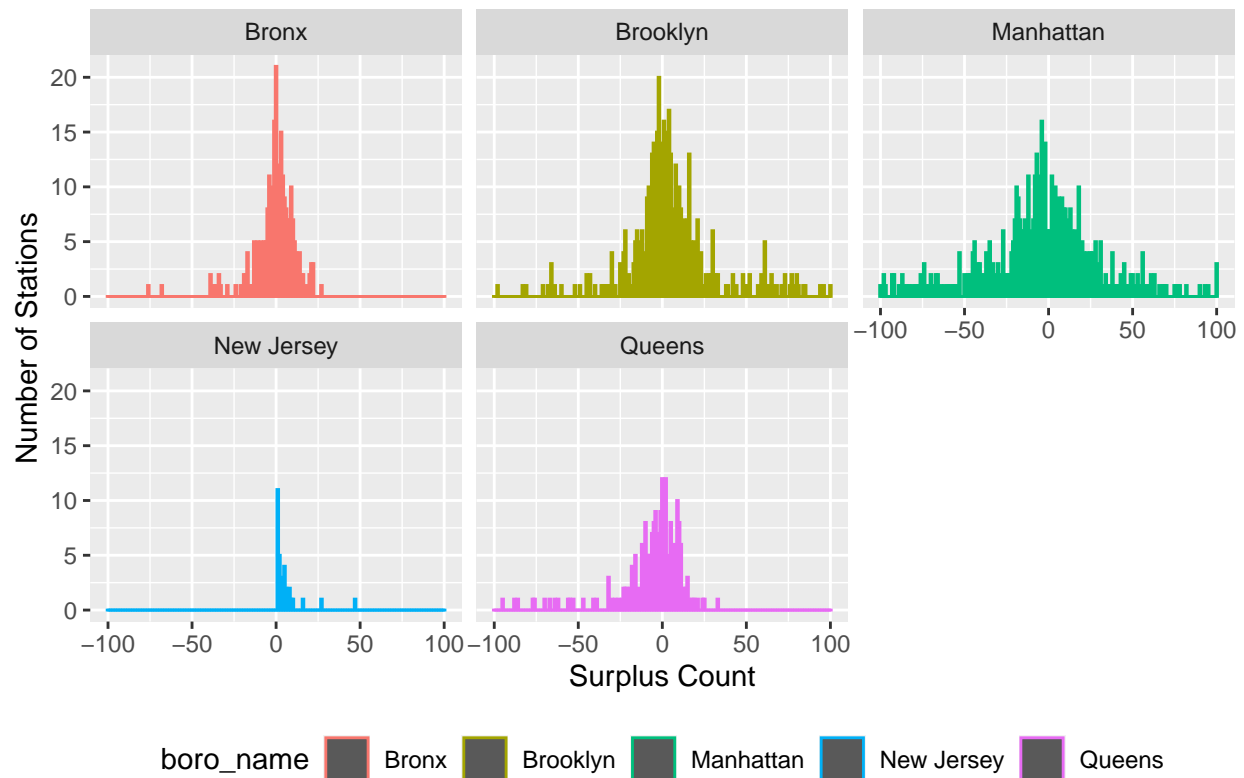 Bronx Brooklyn Manhattan
20
15
10
5
0
−100 −50 0 50 100
New Jersey Queens
20
15
10
5
0
−100 −50 0 50 100 −100 −50 0 50 100
Number of Stations
Surplus Count
boro_name Bronx Brooklyn Manhattan New Jersey Queens